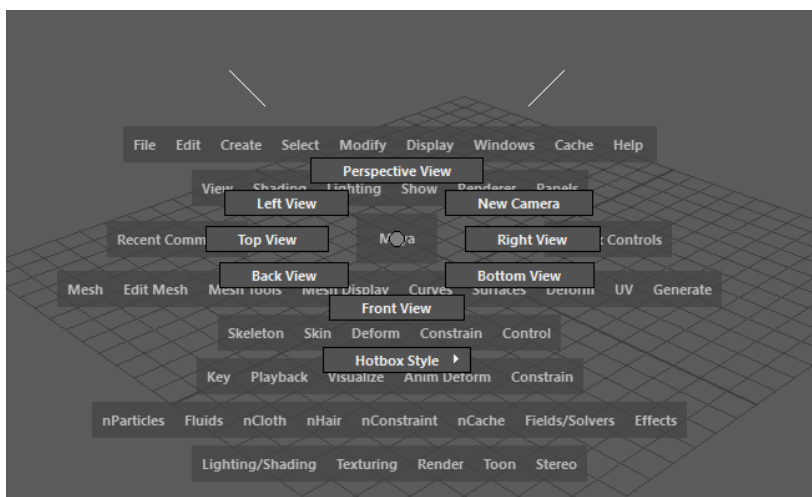 File Edit Create Select Modify Display Windows Cache Help
Perspective View
View Shading Lighting Show Renderer Panels
Left View New Camera
Recent Comm Top View Right View Controls
Back View Bottom View
Mesh Edit Mesh Mesh Tools Mesh Display Curves Surfaces Deform UV Generate
Front View
Skeleton Skin Deform Constrain Control
Hotbox Style
Key Playback Visualize Anim Deform Constrain
nParticles Fluids nCloth nHair nConstraint nCache Fields/Solvers Effects
Lighting/Shading Texturing Render Toon Stereo